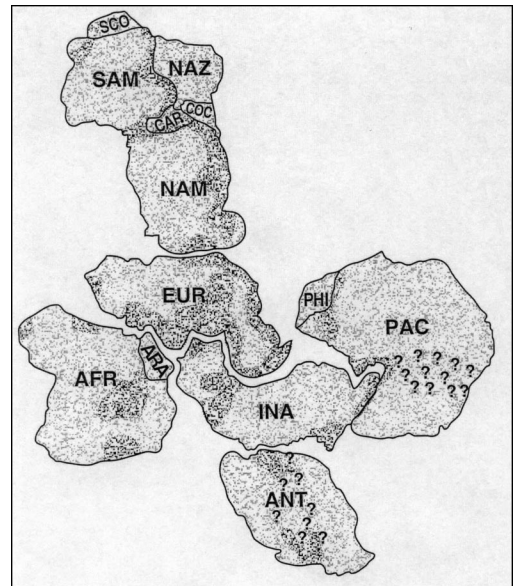 SCO
SAM
NAZ
CAR
COC
NAM
EUR
PHI
PAC
ARA
AFR
INA
? ? ? ? ?
? ? ? ? ?
? ? ? ?
ANT
?
? ?
? ?
?
? ? ?